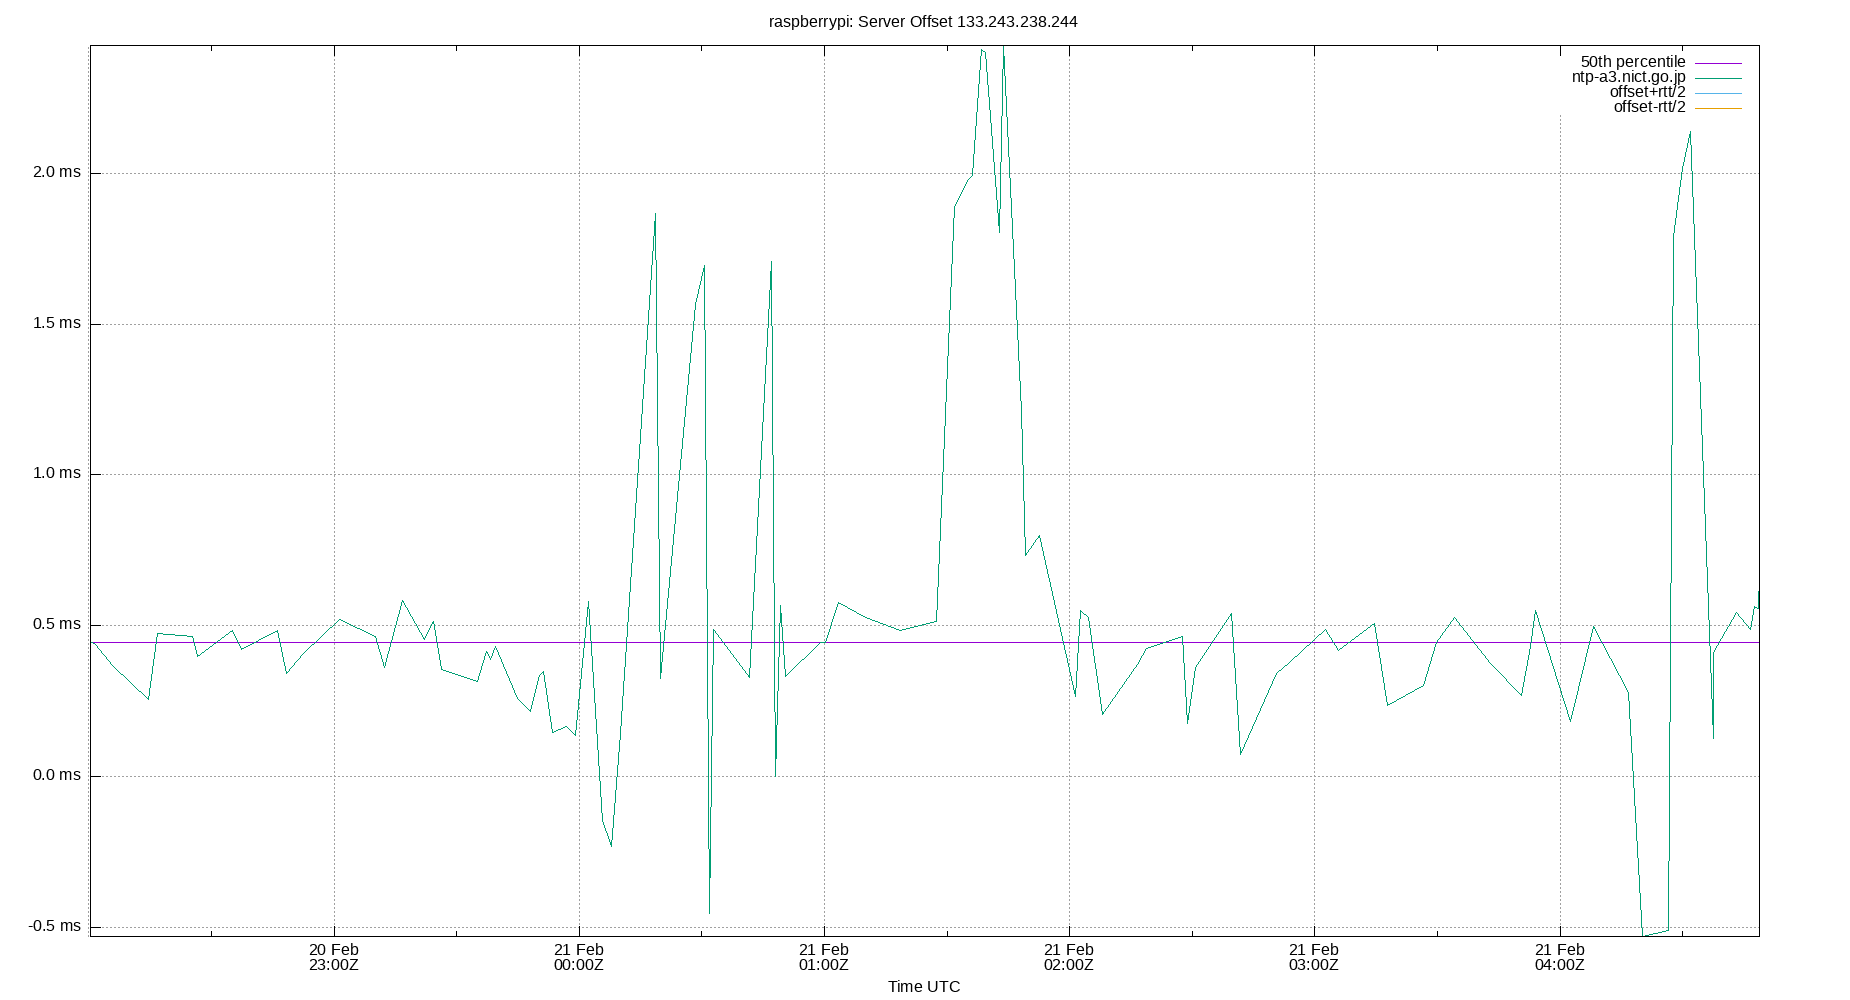 raspberrypi: Server Offset 133.243.238.244
50th percentile
ntp-a3.nict.go.jp
offset+rtt/2
offset-rtt/2
2.0 ms
1.5 ms
1.0 ms
0.5 ms
0.0 ms
-0.5 ms
20 Feb
23:00Z
21 Feb
00:00Z
21 Feb
01:00Z
21 Feb
02:00Z
21 Feb
03:00Z
21 Feb
04:00Z
Time UTC